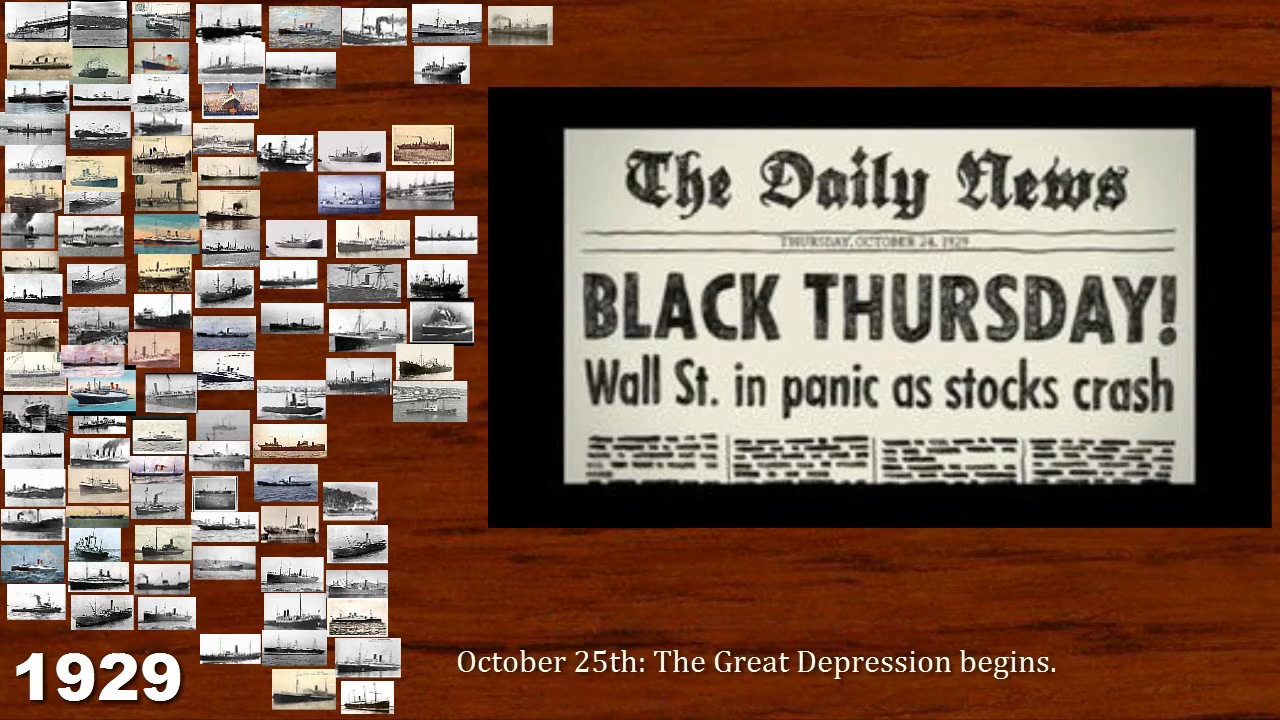 The Daily News
THURSDAY, OCTOBER 24, 1929
BLACK THURSDAY!
Wall St. in panic as stocks crash
1929
October 25th: The Great Depression begins.